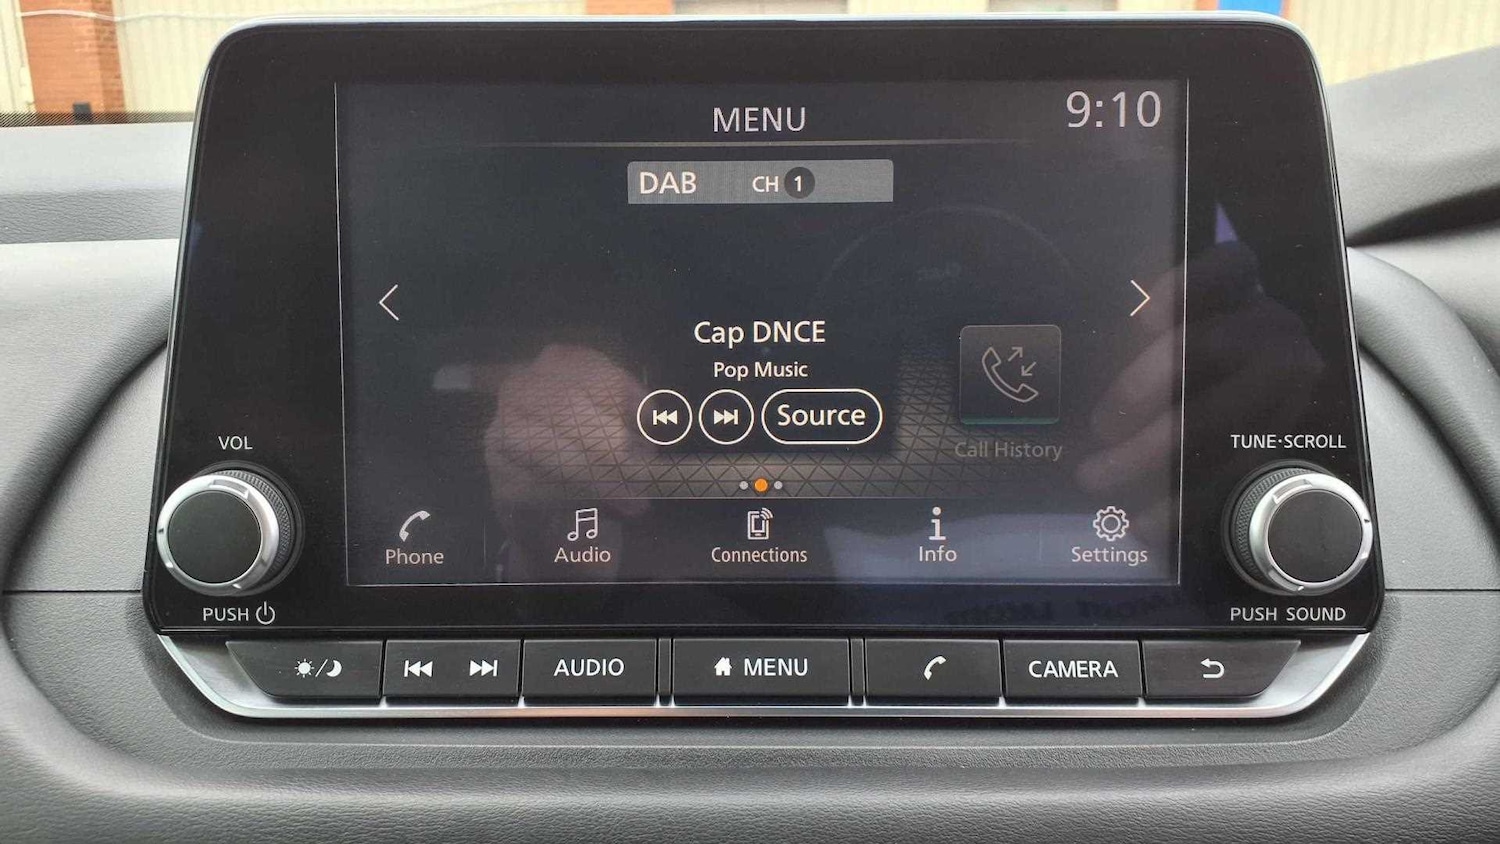 MENU
9:10
DAB CH 1
Cap DNCE
Pop Music
Source
Call History
Phone
Audio
Connections
Info
Settings
VOL
PUSH
TUNE·SCROLL
PUSH SOUND
AUDIO
MENU
CAMERA